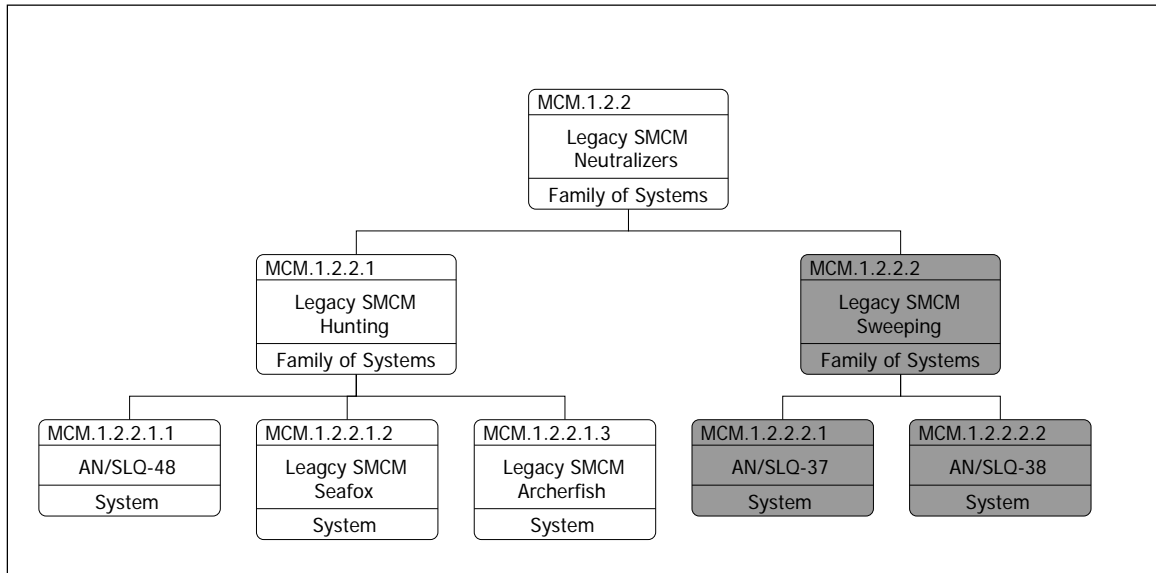 MCM.1.2.2
Legacy SMCM
Neutralizers
Family of Systems
MCM.1.2.2.1
Legacy SMCM
Hunting
Family of Systems
MCM.1.2.2.2
Legacy SMCM
Sweeping
Family of Systems
MCM.1.2.2.1.1
AN/SLQ-48
System
MCM.1.2.2.1.2
Leagcy SMCM
Seafox
System
MCM.1.2.2.1.3
Legacy SMCM
Archerfish
System
MCM.1.2.2.2.1
AN/SLQ-37
System
MCM.1.2.2.2.2
AN/SLQ-38
System